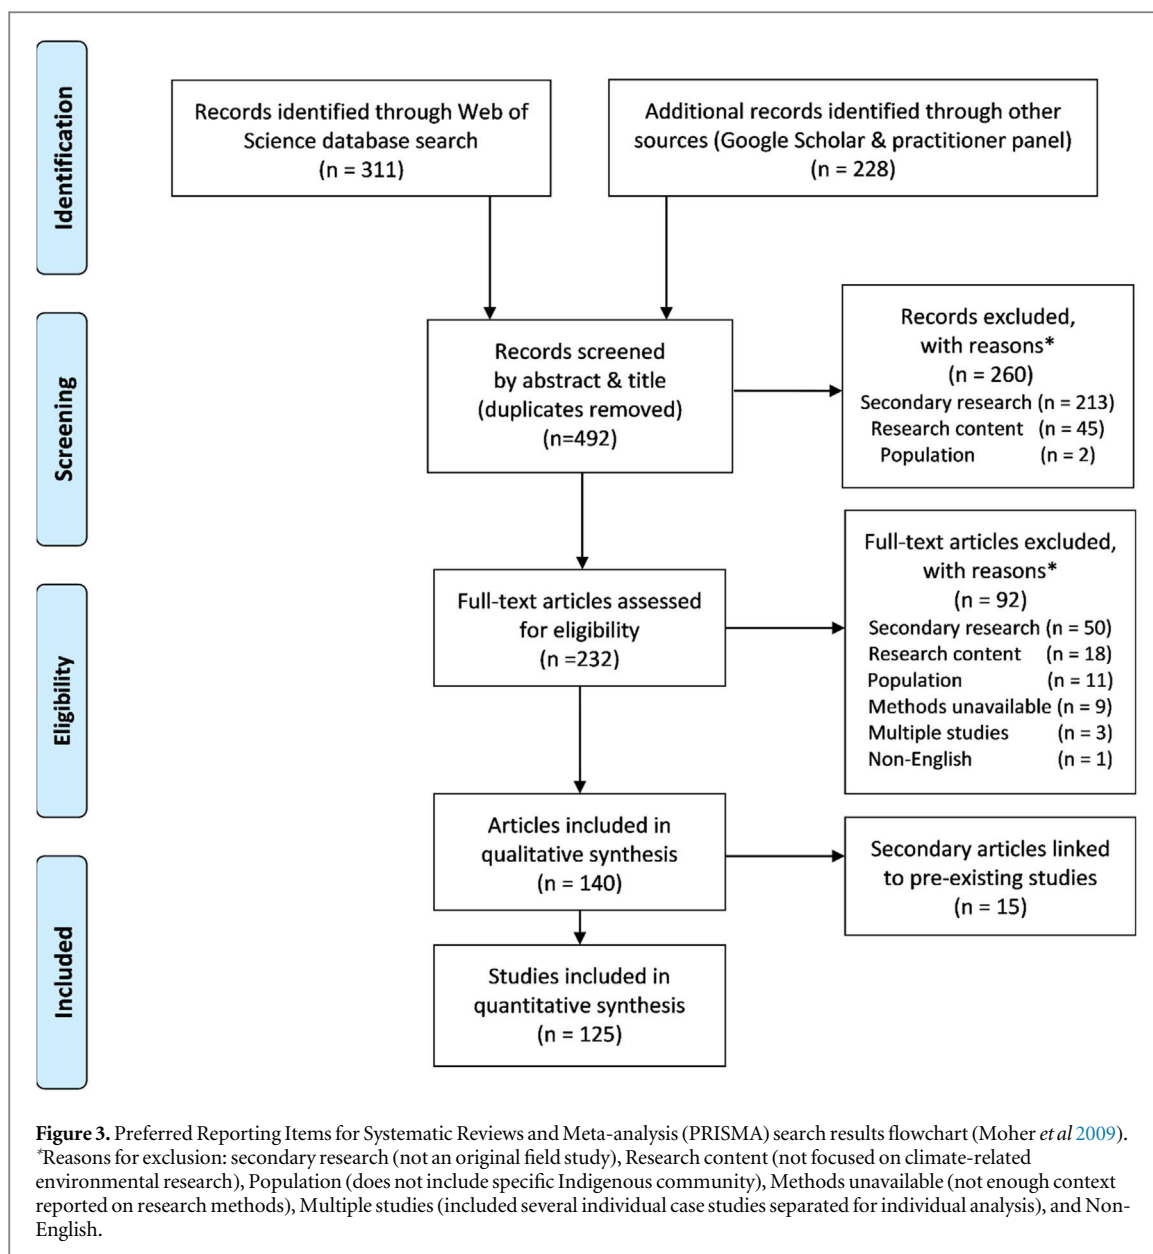 Identification
Records identified through Web of
Science database search
(n = 311)
Additional records identified through other
sources (Google Scholar & practitioner panel)
(n = 228)
Screening
Records screened
by abstract & title
(duplicates removed)
(n=492)
Records excluded,
with reasons*
(n = 260)
Secondary research (n = 213)
Research content (n = 45)
Population (n = 2)
Eligibility
Full-text articles assessed
for eligibility
(n =232)
Full-text articles excluded,
with reasons*
(n = 92)
Secondary research (n = 50)
Research content (n = 18)
Population (n = 11)
Methods unavailable (n = 9)
Multiple studies (n = 3)
Non-English (n = 1)
Included
Articles included in
qualitative synthesis
(n = 140)
Secondary articles linked
to pre-existing studies
(n = 15)
Studies included in
quantitative synthesis
(n = 125)
Figure 3. Preferred Reporting Items for Systematic Reviews and Meta-analysis (PRISMA) search results flowchart (Moher et al 2009).
*Reasons for exclusion: secondary research (not an original field study), Research content (not focused on climate-related
environmental research), Population (does not include specific Indigenous community), Methods unavailable (not enough context
reported on research methods), Multiple studies (included several individual case studies separated for individual analysis), and Non-
English.